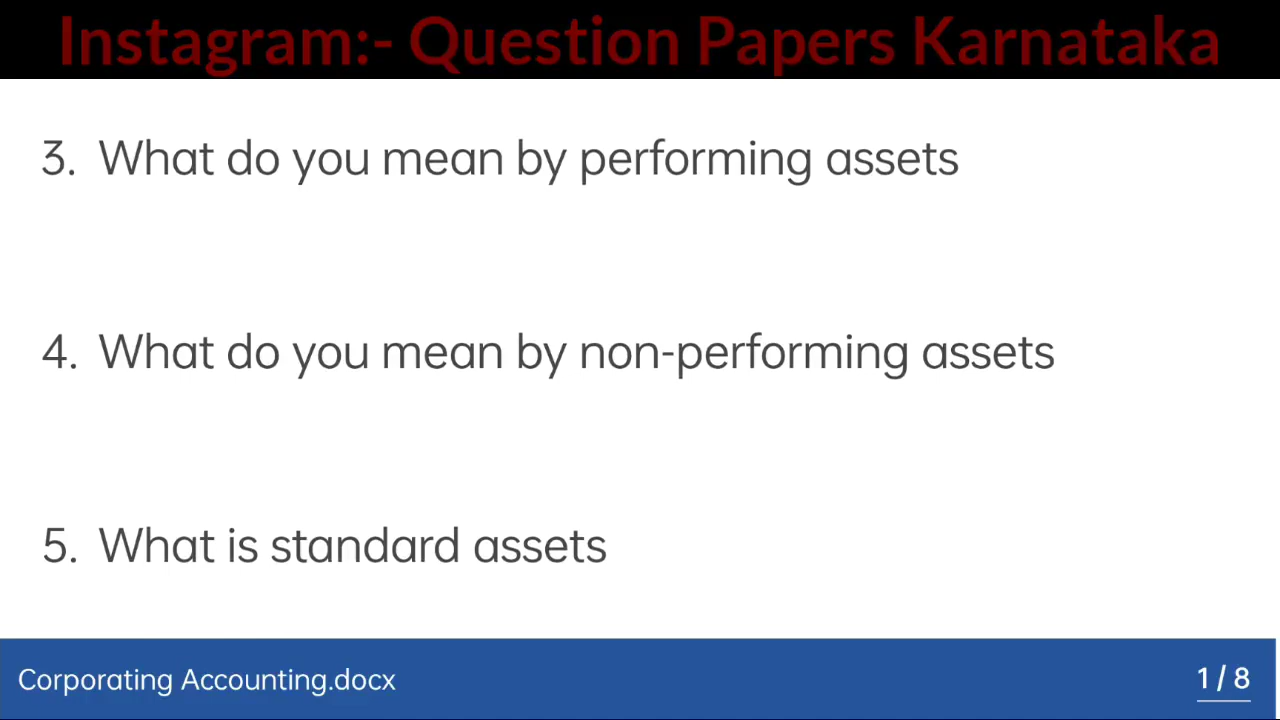 Instagram:- Question Papers Karnataka
3. What do you mean by performing assets
4. What do you mean by non-performing assets
5. What is standard assets
Corporating Accounting.docx
1 / 8